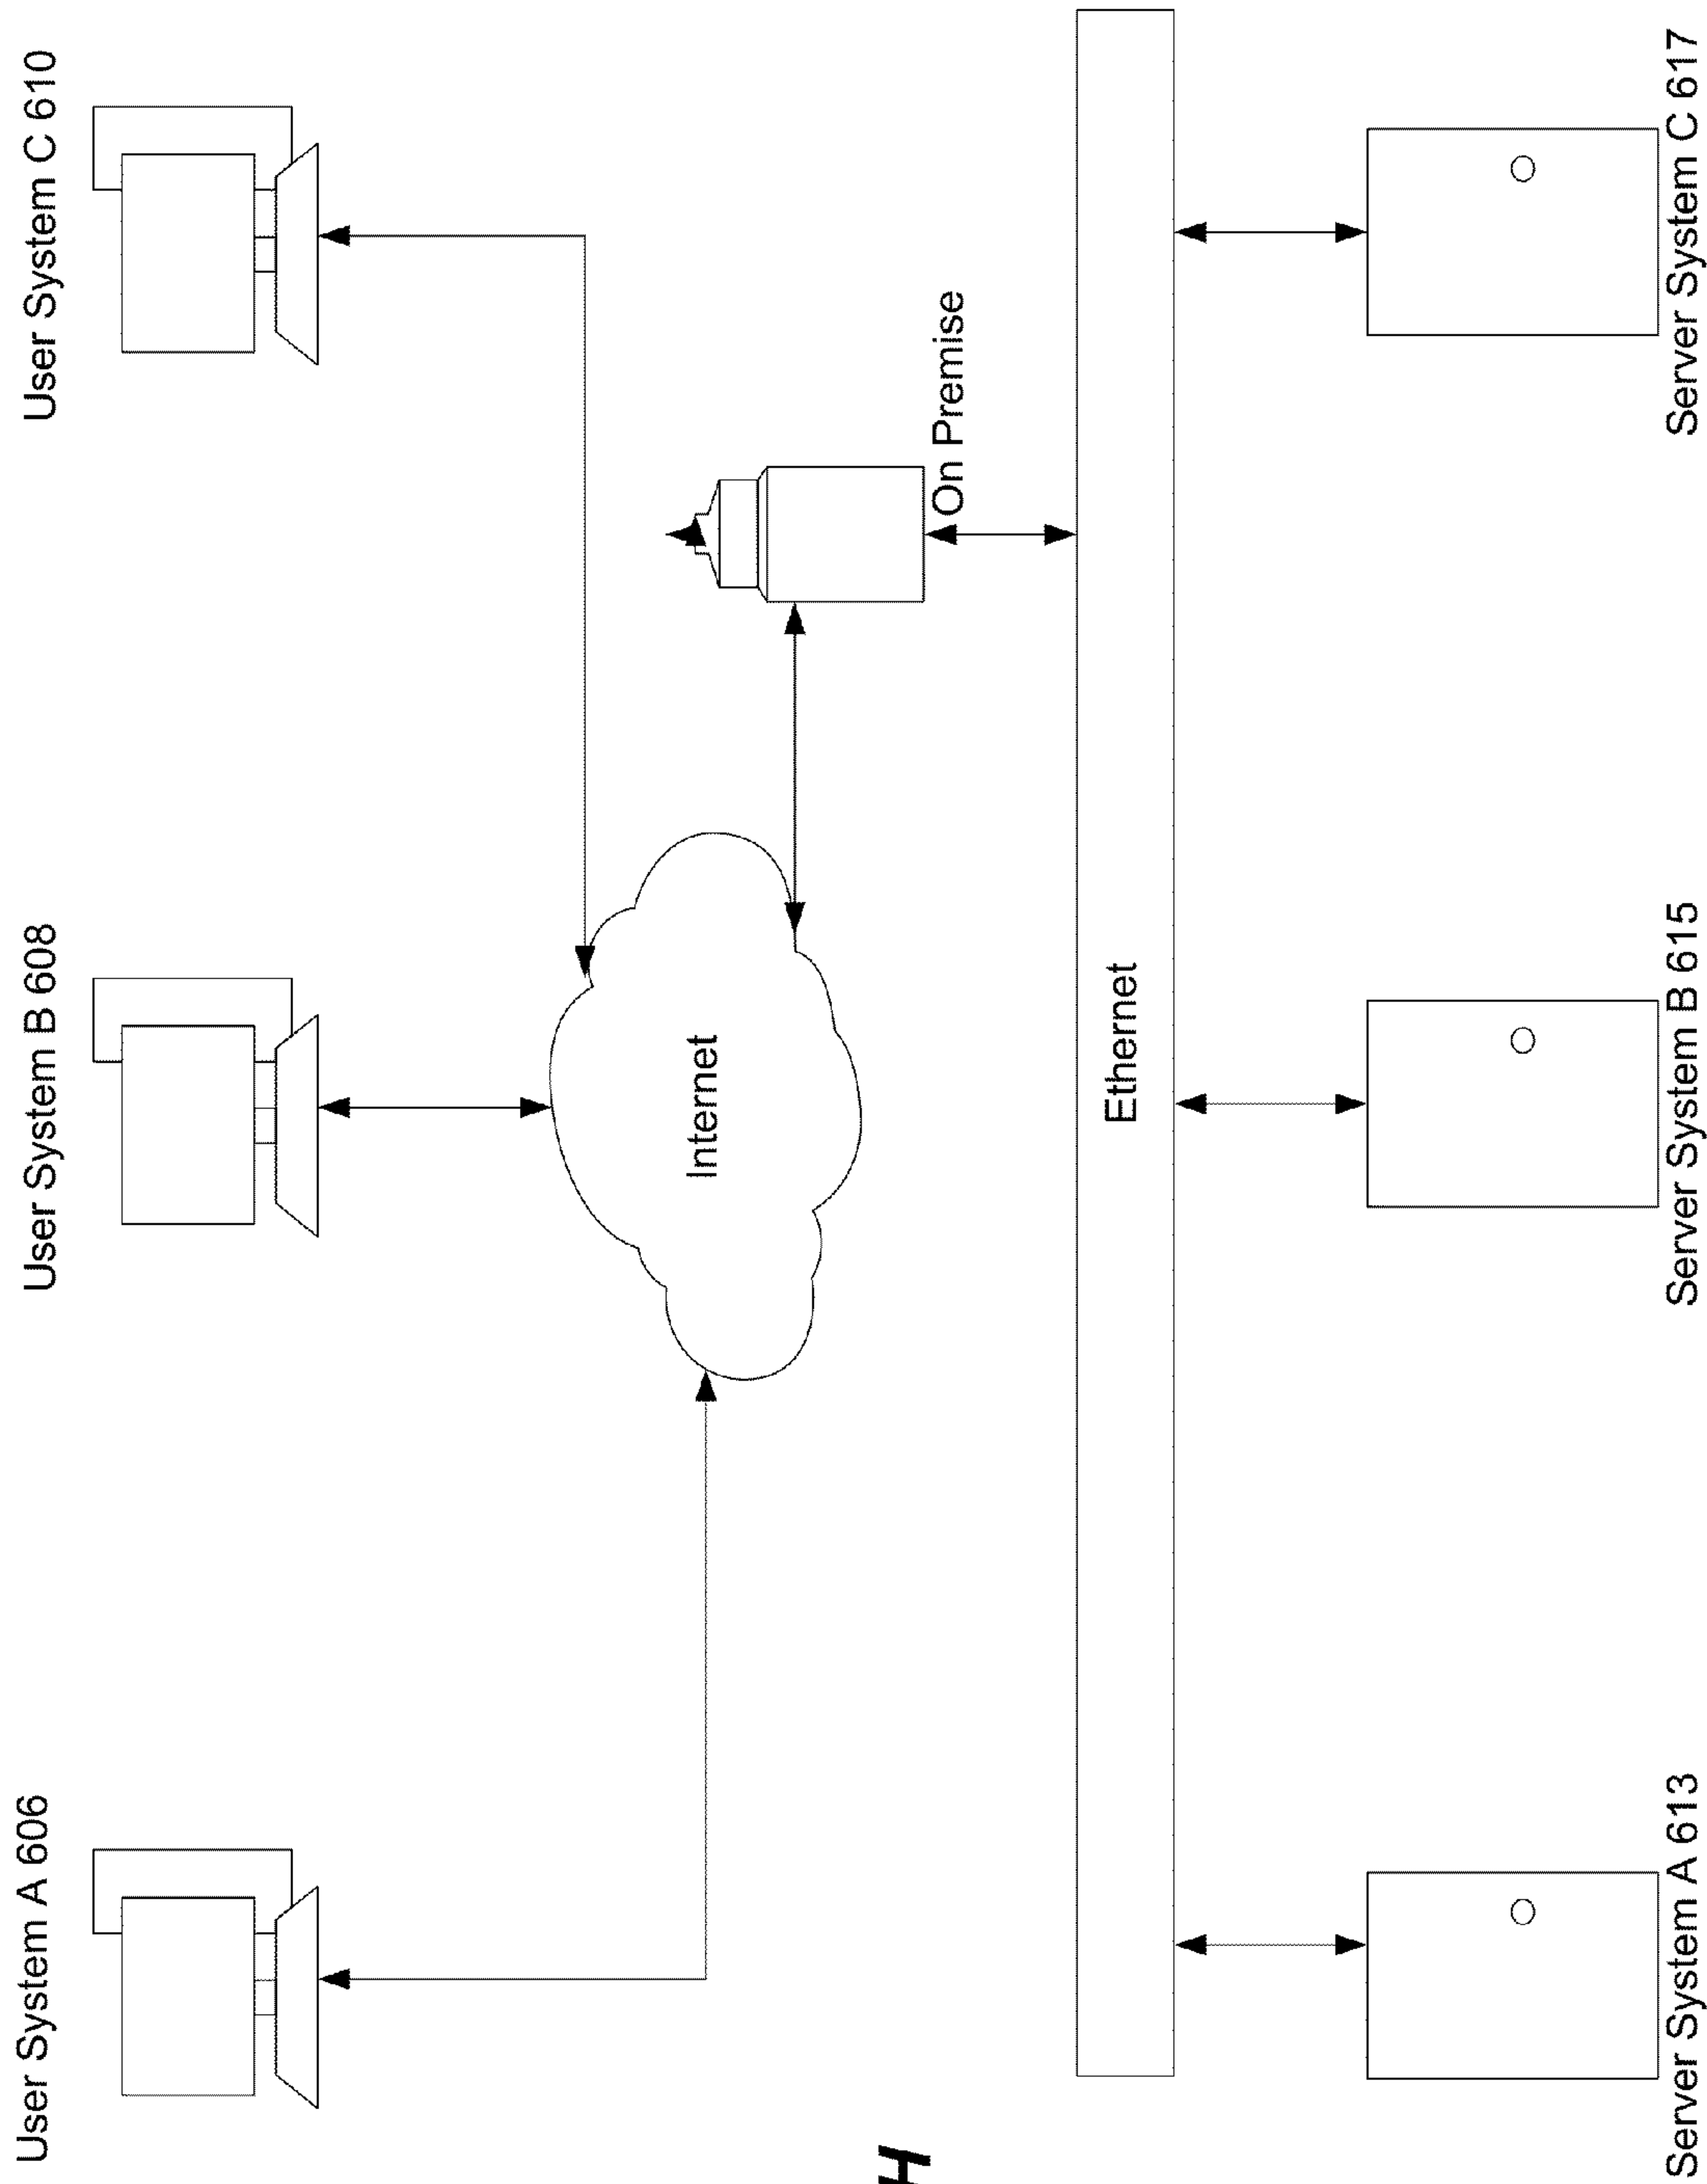 User System A 606
User System B 608
User System C 610
Internet
On Premise
Ethernet
Server System A 613
Server System B 615
Server System C 617
H